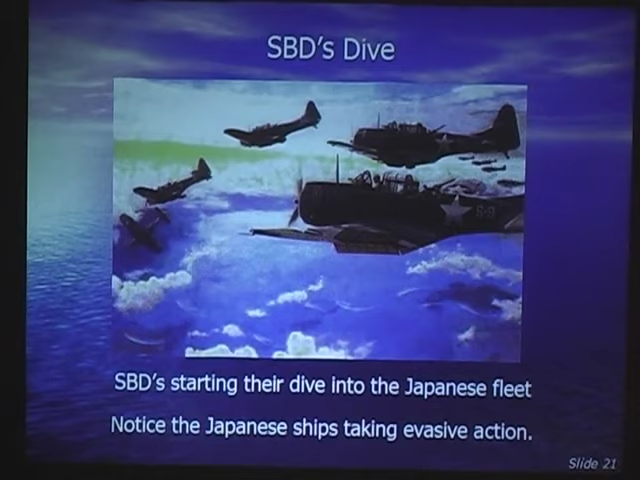 SBD's Dive
S-9
SBD's starting their dive into the Japanese fleet
Notice the Japanese ships taking evasive action.
Slide 21